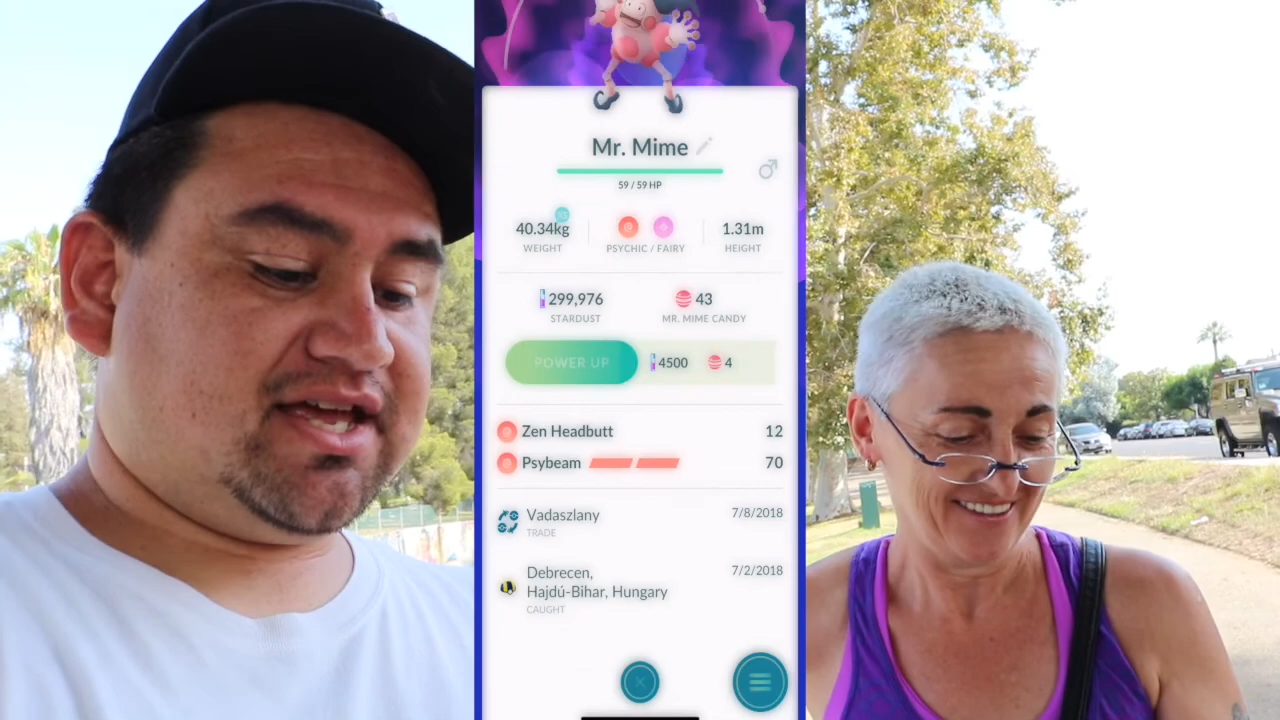 Mr. Mime
59 / 59 HP
40.34kg
WEIGHT
PSYCHIC / FAIRY
1.31m
HEIGHT
299,976
STARDUST
43
MR. MIME CANDY
POWER UP
4500
4
Zen Headbutt
12
Psybeam
70
Vadaszlany
7/8/2018
TRADE
Debrecen,
7/2/2018
Hajdú-Bihar, Hungary
CAUGHT